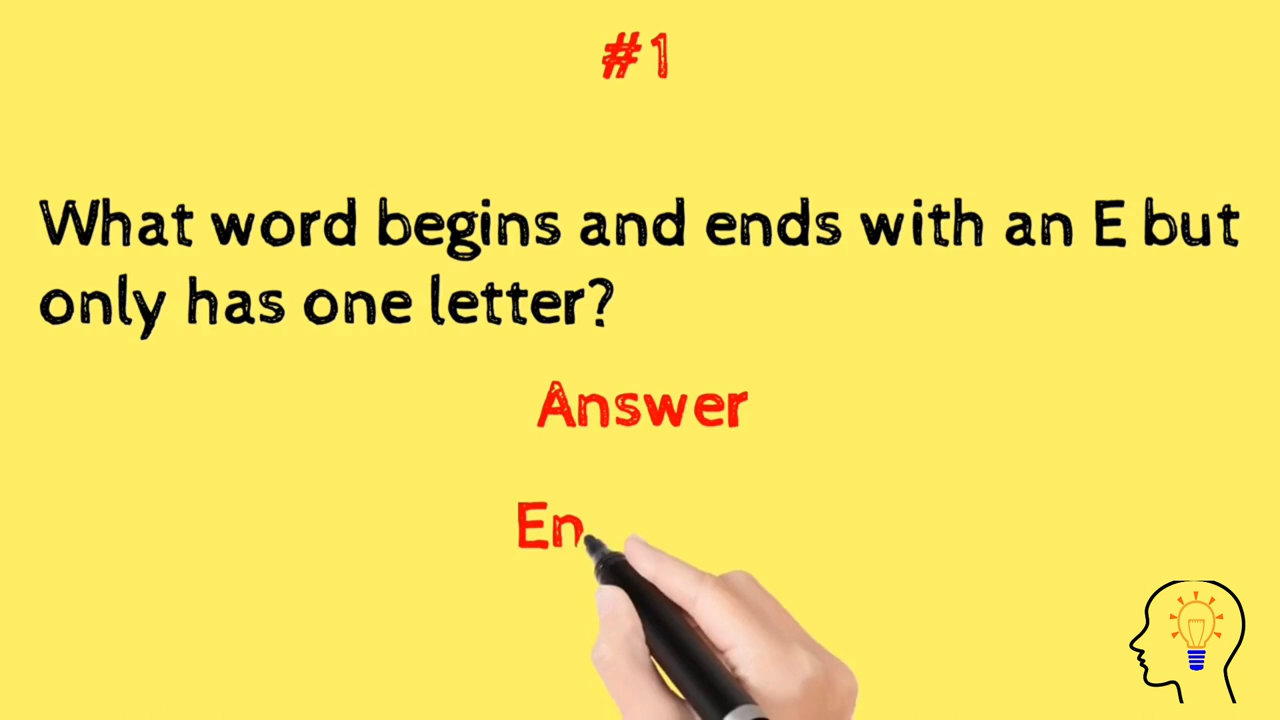 #1
What word begins and ends with an E but
only has one letter?
Answer
En